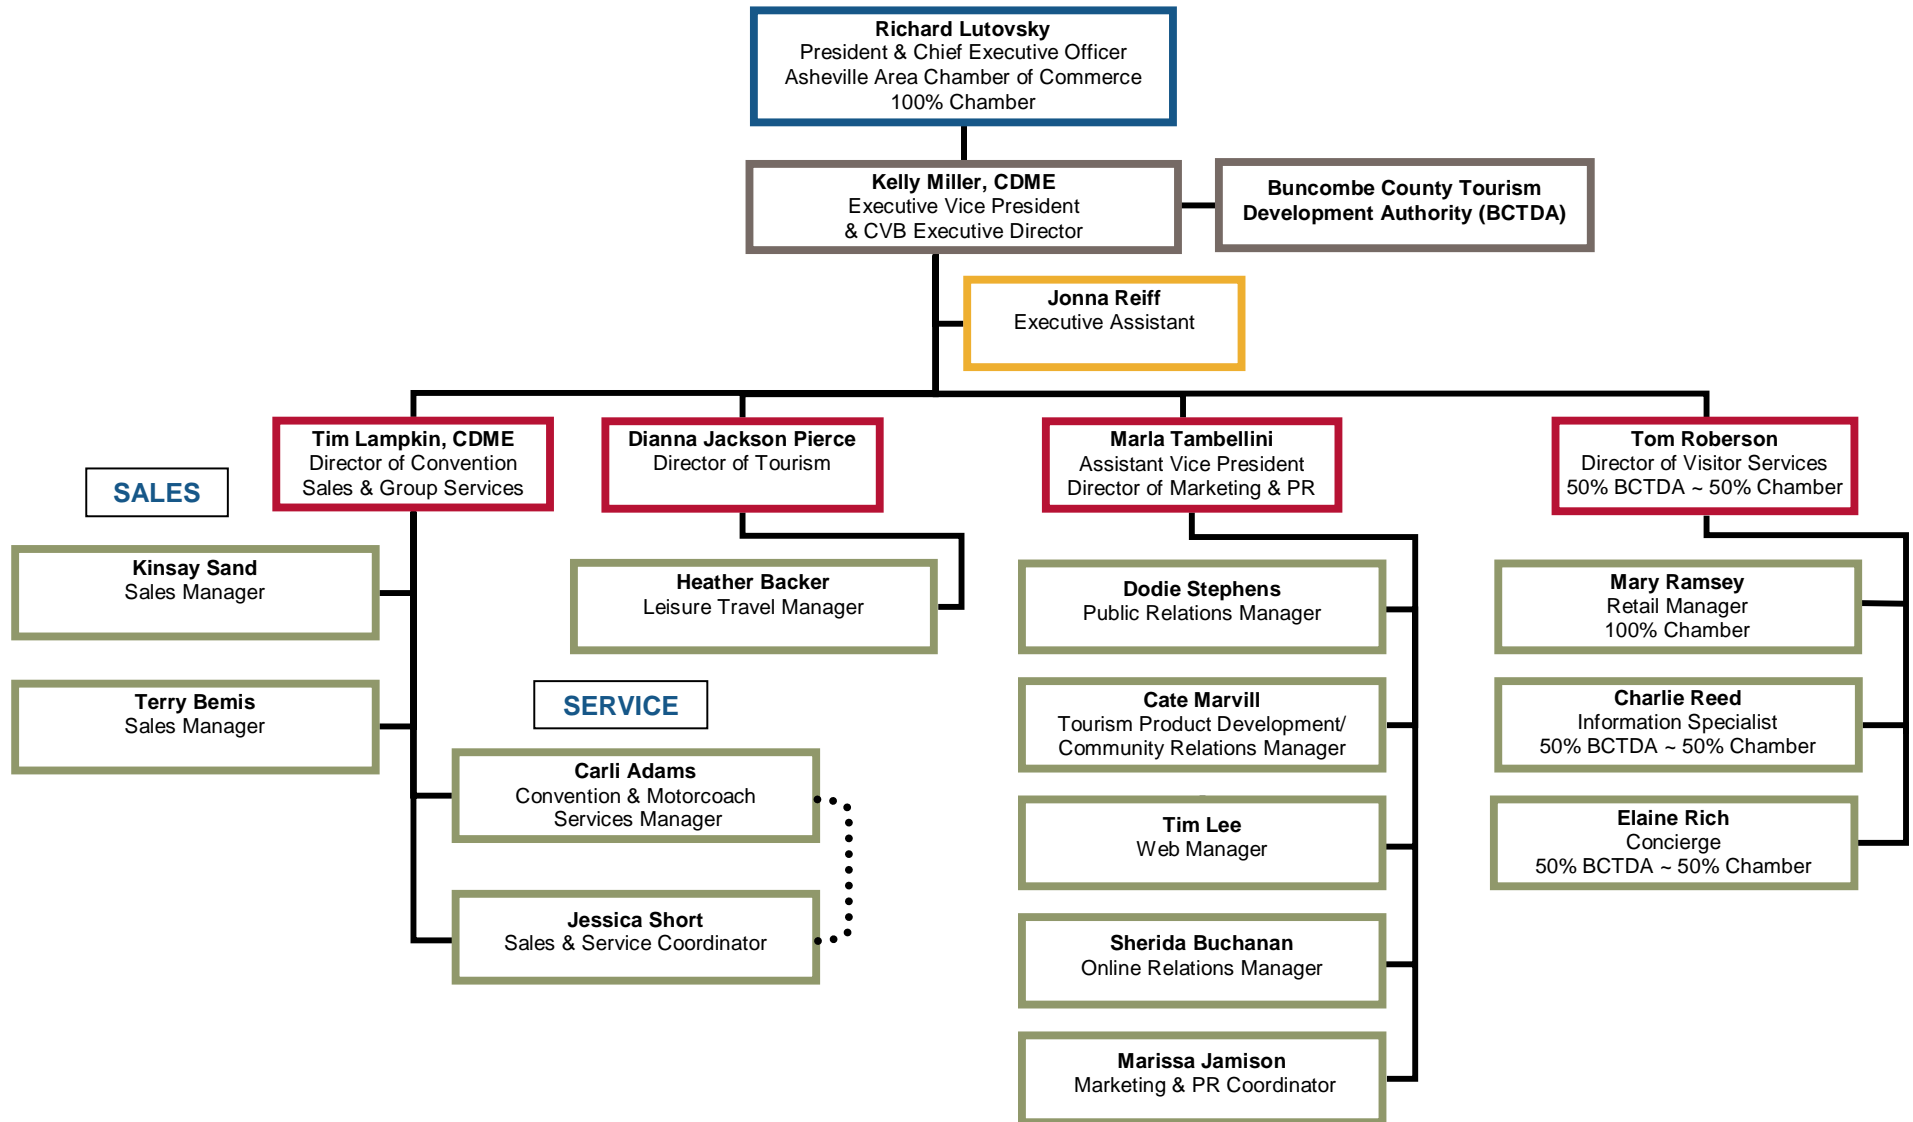 Richard Lutovsky
President & Chief Executive Officer
Asheville Area Chamber of Commerce
100% Chamber
Kelly Miller, CDME
Executive Vice President
& CVB Executive Director
Buncombe County Tourism
Development Authority (BCTDA)
Jonna Reiff
Executive Assistant
Tim Lampkin, CDME
Director of Convention
Sales & Group Services
Dianna Jackson Pierce
Director of Tourism
Marla Tambellini
Assistant Vice President
Director of Marketing & PR
Tom Roberson
Director of Visitor Services
50% BCTDA ~ 50% Chamber
SALES
Kinsay Sand
Sales Manager
Terry Bemis
Sales Manager
SERVICE
Carli Adams
Convention & Motorcoach
Services Manager
Jessica Short
Sales & Service Coordinator
Heather Backer
Leisure Travel Manager
Dodie Stephens
Public Relations Manager
Cate Marvill
Tourism Product Development/
Community Relations Manager
Tim Lee
Web Manager
Sherida Buchanan
Online Relations Manager
Marissa Jamison
Marketing & PR Coordinator
Mary Ramsey
Retail Manager
100% Chamber
Charlie Reed
Information Specialist
50% BCTDA ~ 50% Chamber
Elaine Rich
Concierge
50% BCTDA ~ 50% Chamber